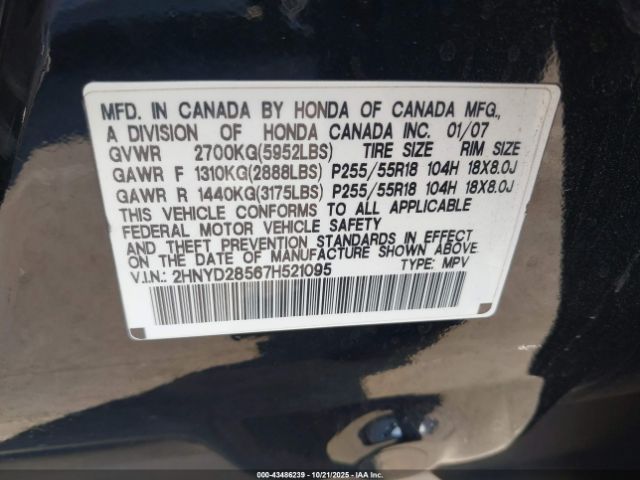 MFD. IN CANADA BY HONDA OF CANADA MFG.,
A DIVISION OF HONDA CANADA INC. 01/07
GVWR 2700KG(5952LBS) TIRE SIZE RIM SIZE
GAWR F 1310KG(2888LBS) P255/55R18 104H 18X8.0J
GAWR R 1440KG(3175LBS) P255/55R18 104H 18X8.0J
THIS VEHICLE CONFORMS TO ALL APPLICABLE
FEDERAL MOTOR VEHICLE SAFETY
AND THEFT PREVENTION STANDARDS IN EFFECT
ON THE DATE OF MANUFACTURE SHOWN ABOVE.
V.I.N.: 2HNYD28567H521095 TYPE: MPV
000-43486239 - 10/21/2025 - IAAI.COM